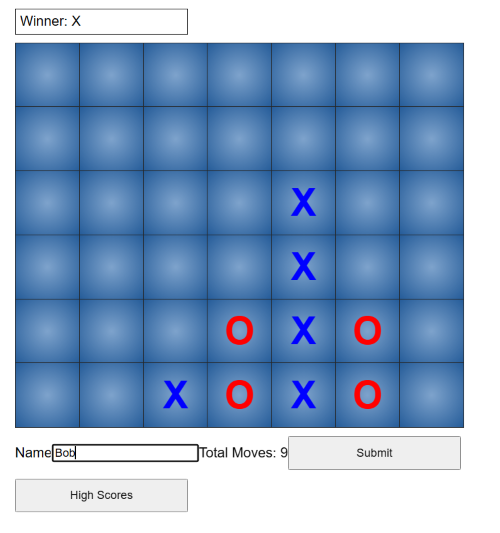 Winner: X
X
X
O X O
X O X O
Name Bob Total Moves: 9 Submit
High Scores